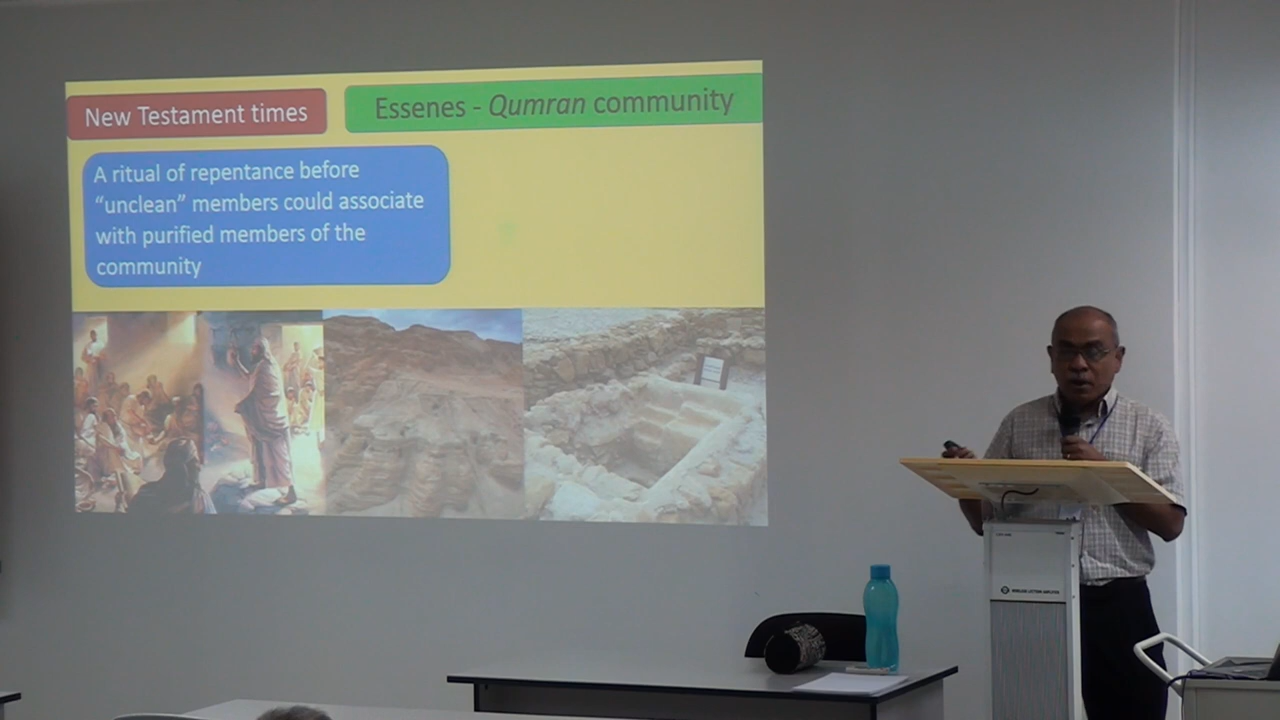 New Testament times
Essenes - Qumran community
A ritual of repentance before
“unclean” members could associate
with purified members of the
community